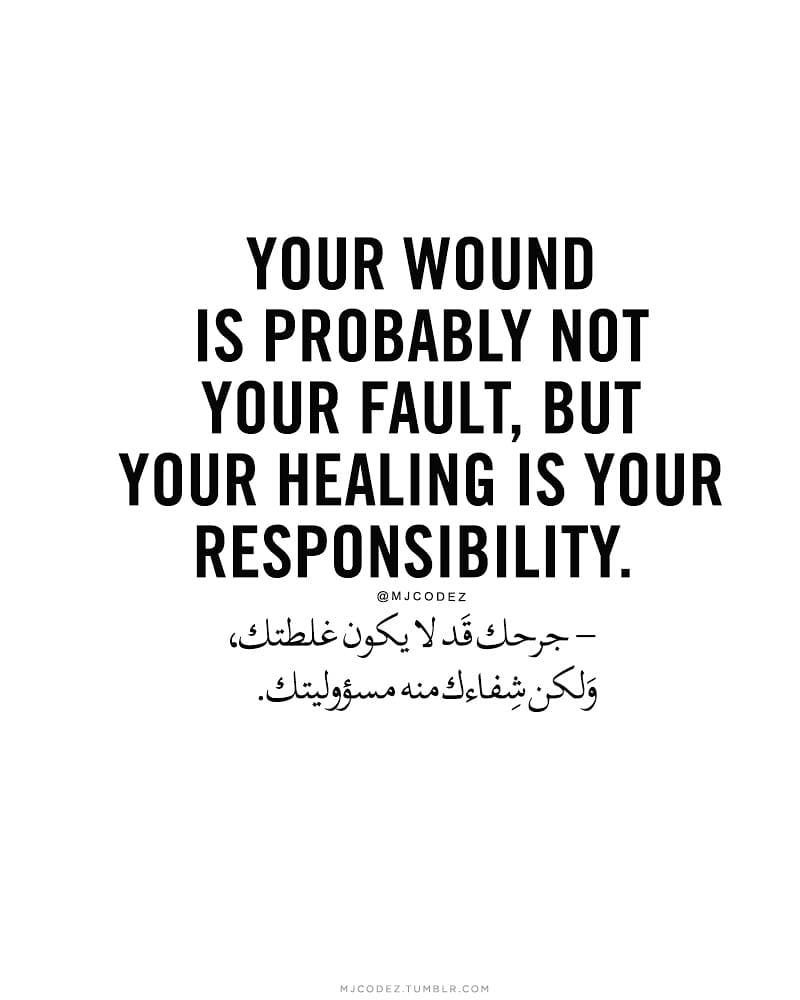 YOUR WOUND
IS PROBABLY NOT
YOUR FAULT, BUT
YOUR HEALING IS YOUR
RESPONSIBILITY.
@MJCODEZ
– جرحك قَد لا يكون غلطتك،
وَلكن شِفاءك منه مسؤوليتك.
MJCODEZ.TUMBLR.COM